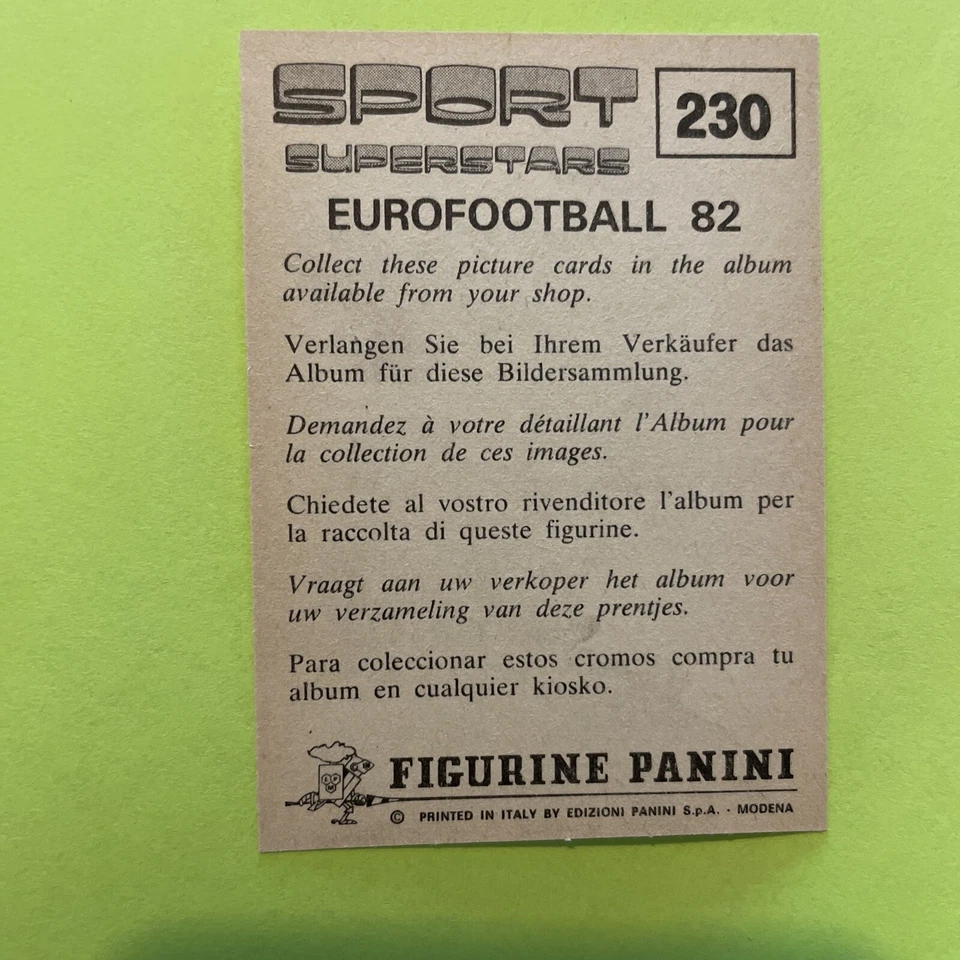 SPORT 230
SUPERSTARS
EUROFOOTBALL 82
Collect these picture cards in the album
available from your shop.
Verlangen Sie bei Ihrem Verkäufer das
Album für diese Bildersammlung.
Demandez à votre détaillant l'Album pour
la collection de ces images.
Chiedete al vostro rivenditore l'album per
la raccolta di queste figurine.
Vraagt aan uw verkoper het album voor
uw verzameling van deze prentjes.
Para coleccionar estos cromos compra tu
album en cualquier kiosko.
FIGURINE PANINI
© PRINTED IN ITALY BY EDIZIONI PANINI S.p.A. - MODENA